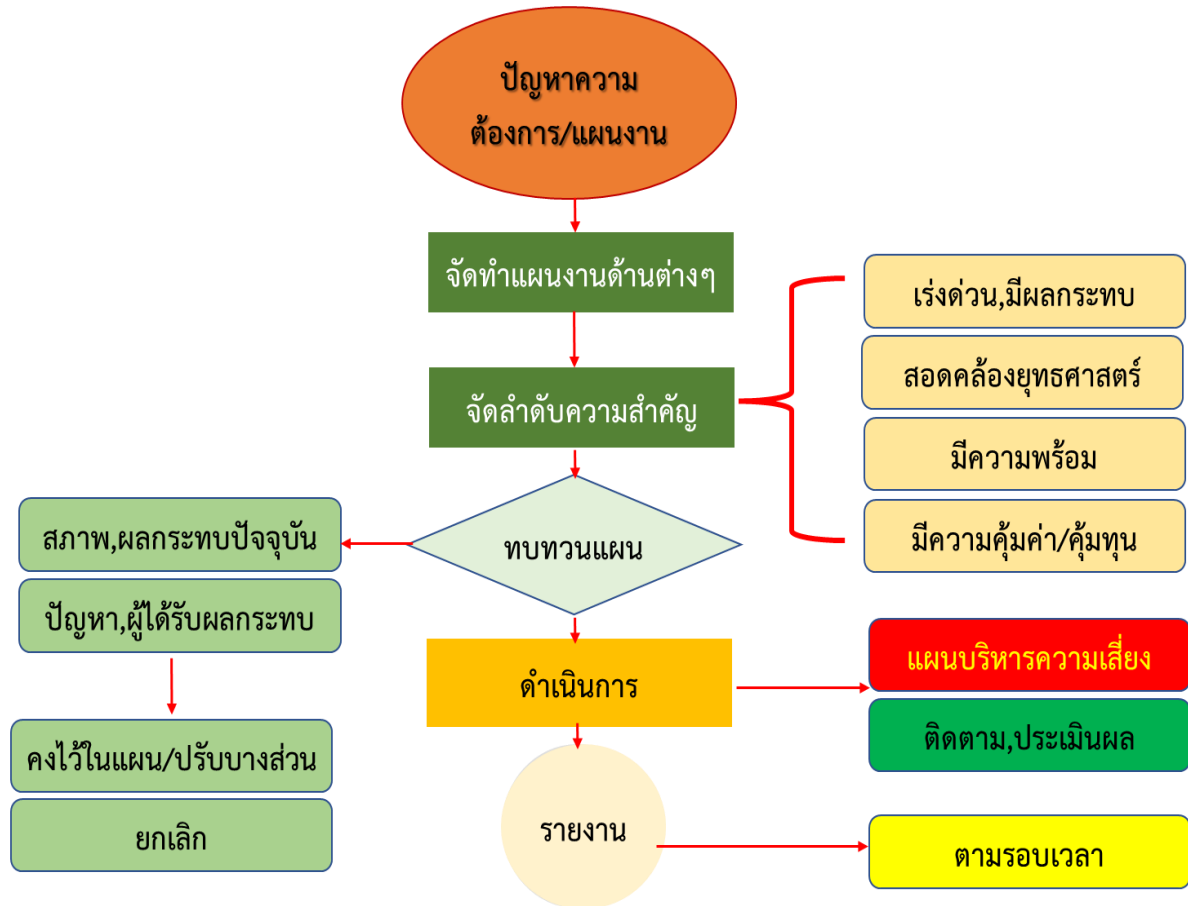 ปัญหาความ
ต้องการ/แผนงาน
จัดทำแผนงานด้านต่างๆ
จัดลำดับความสำคัญ
เร่งด่วน,มีผลกระทบ
สอดคล้องยุทธศาสตร์
มีความพร้อม
มีความคุ้มค่า/คุ้มทุน
ทบทวนแผน
สภาพ,ผลกระทบปัจจุบัน
ปัญหา,ผู้ได้รับผลกระทบ
คงไว้ในแผน/ปรับบางส่วน
ยกเลิก
ดำเนินการ
แผนบริหารความเสี่ยง
ติดตาม,ประเมินผล
รายงาน
ตามรอบเวลา